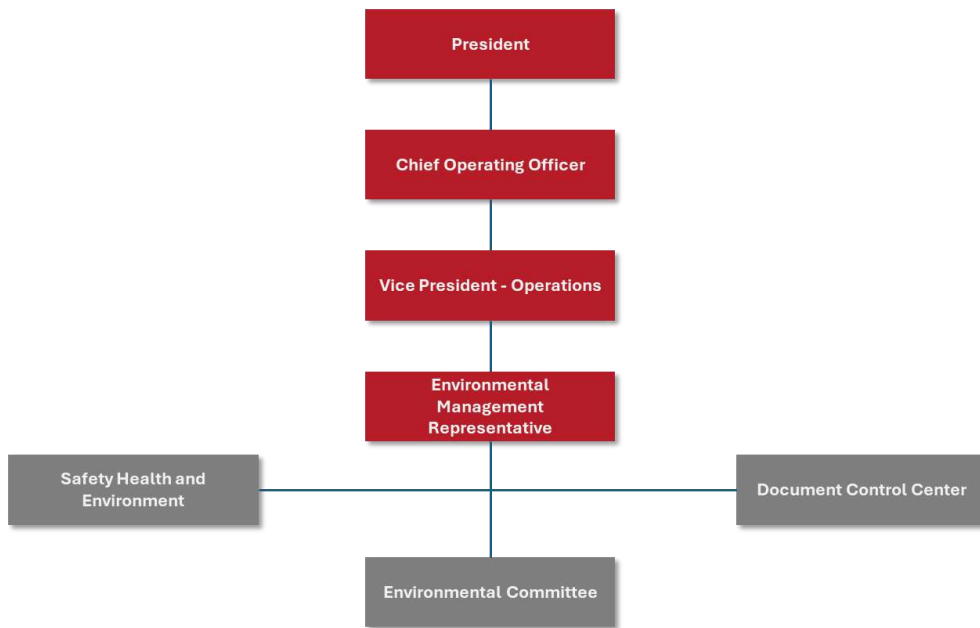 President
Chief Operating Officer
Vice President - Operations
Environmental
Management
Representative
Safety Health and
Environment
Document Control Center
Environmental Committee